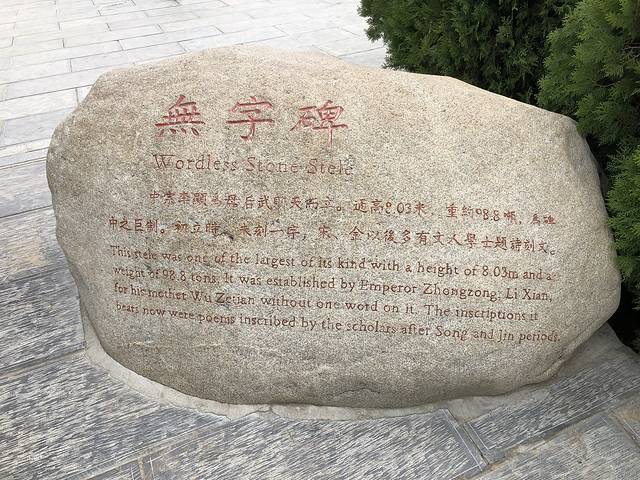 無字碑
Wordless Stone Stele
中宗李顯為母后武則天而立。通高8.03米，重約98.8噸，為碑
中之巨制。初立時，未刻一字，宋、金以後多有文人學士題詩刻文。
This stele was one of the largest of its kind with a height of 8.03m and a
weight of 98.8 tons. It was established by Emperor Zhongzong, Li Xian,
for his mother Wu Zetian without one word on it. The inscriptions it
bears now were poems inscribed by the scholars after Song and Jin periods.